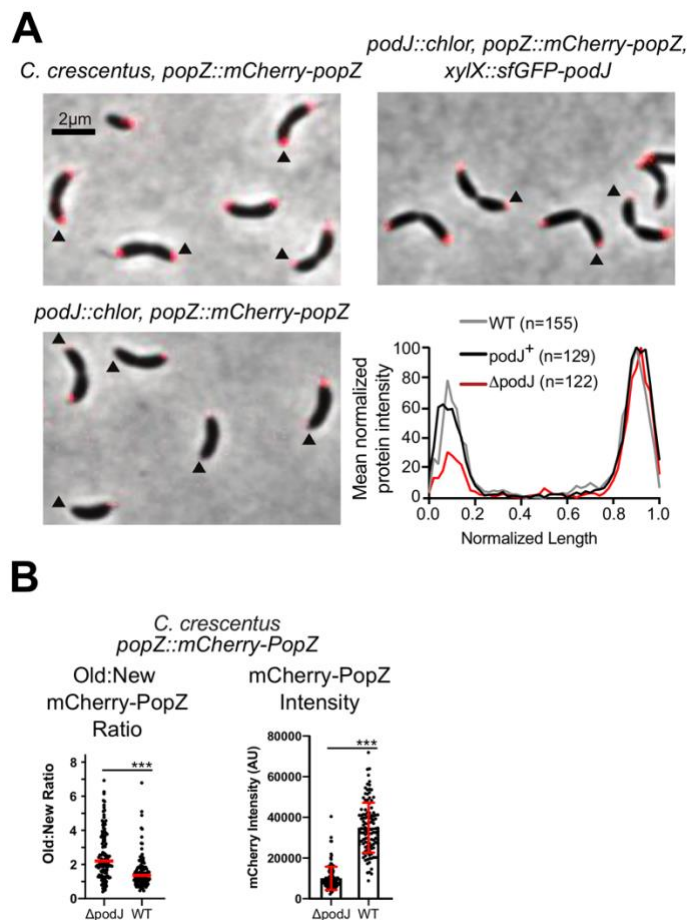 A
C. crescentus, popZ::mCherry-popZ
podJ::chlor, popZ::mCherry-popZ,
xylX::sfGFP-podJ
2μm
podJ::chlor, popZ::mCherry-popZ
WT (n=155)
podJ+ (n=129)
ΔpodJ (n=122)
Mean normalized
protein intensity
100
80
60
40
20
0
0.0 0.2 0.4 0.6 0.8 1.0
Normalized Length
B
C. crescentus
popZ::mCherry-PopZ
Old:New
mCherry-PopZ
Ratio
Old:New Ratio
8
6
4
2
0
***
ΔpodJ WT
mCherry-PopZ
Intensity
mCherry Intensity (AU)
80000
60000
40000
20000
0
***
ΔpodJ WT